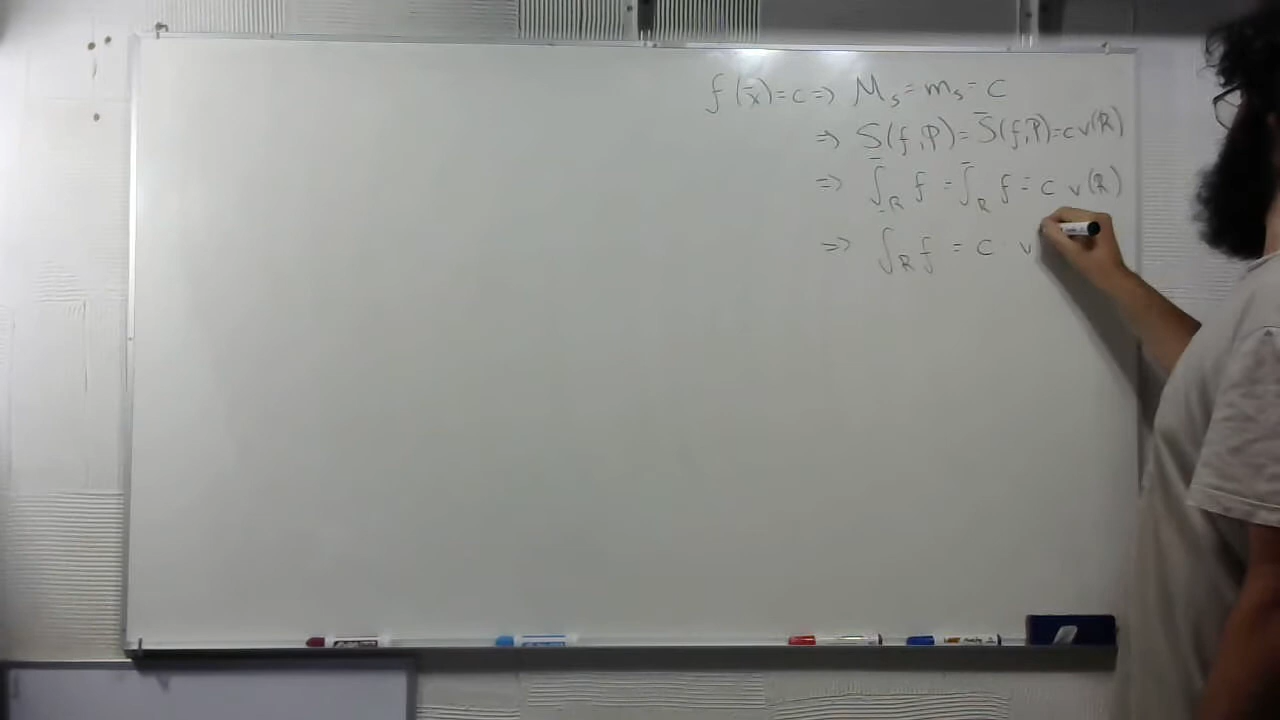 f(x̄)=c ⇒ M_s = m_s = c
⇒ S̲(f,P) = S̄(f,P) = c v(R)
⇒ ∫̲_R f = ∫̄_R f = c v(R)
⇒ ∫_R f = c v